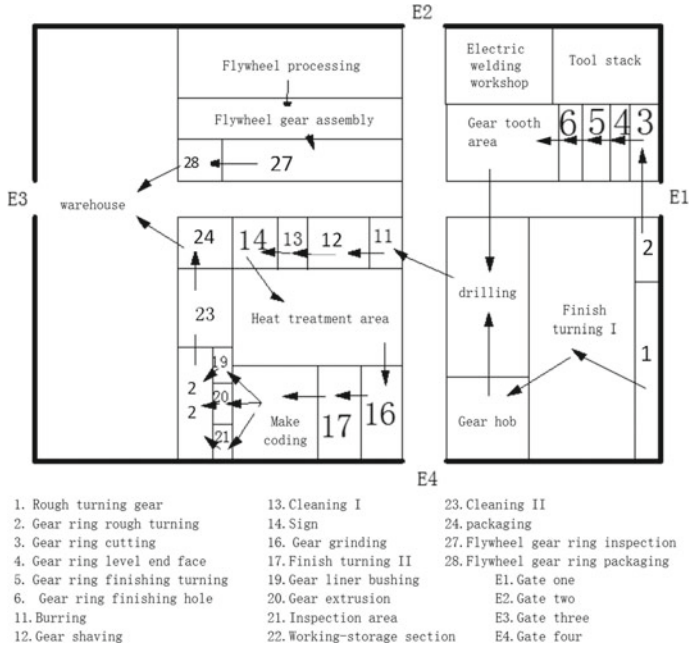 E2
Flywheel processing
Electric
welding
workshop
Tool stack
Flywheel gear assembly
Gear tooth
area
6 5 4 3
28 27
E3
E1
warehouse
24 14 13 12 11
2
drilling
23
Heat treatment area
Finish
turning I
1
19
2
2
20
21
Make
coding
17
16
Gear hob
E4
1. Rough turning gear
2. Gear ring rough turning
3. Gear ring cutting
4. Gear ring level end face
5. Gear ring finishing turning
6. Gear ring finishing hole
11. Burring
12. Gear shaving
13. Cleaning I
14. Sign
16. Gear grinding
17. Finish turning II
19. Gear liner bushing
20. Gear extrusion
21. Inspection area
22. Working-storage section
23. Cleaning II
24. packaging
27. Flywheel gear ring inspection
28. Flywheel gear ring packaging
E1. Gate one
E2. Gate two
E3. Gate three
E4. Gate four